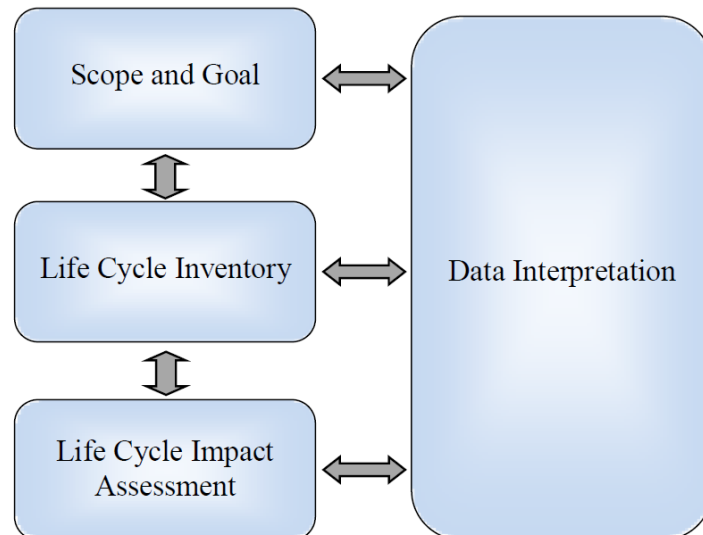 Scope and Goal
Life Cycle Inventory
Data Interpretation
Life Cycle Impact
Assessment